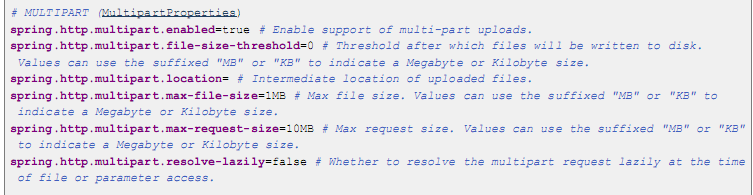 # MULTIPART (MultipartProperties)
spring.http.multipart.enabled=true # Enable support of multi-part uploads.
spring.http.multipart.file-size-threshold=0 # Threshold after which files will be written to disk.
Values can use the suffixed "MB" or "KB" to indicate a Megabyte or Kilobyte size.
spring.http.multipart.location= # Intermediate location of uploaded files.
spring.http.multipart.max-file-size=1MB # Max file size. Values can use the suffixed "MB" or "KB" to
indicate a Megabyte or Kilobyte size.
spring.http.multipart.max-request-size=10MB # Max request size. Values can use the suffixed "MB" or "KB"
to indicate a Megabyte or Kilobyte size.
spring.http.multipart.resolve-lazily=false # Whether to resolve the multipart request lazily at the time
of file or parameter access.